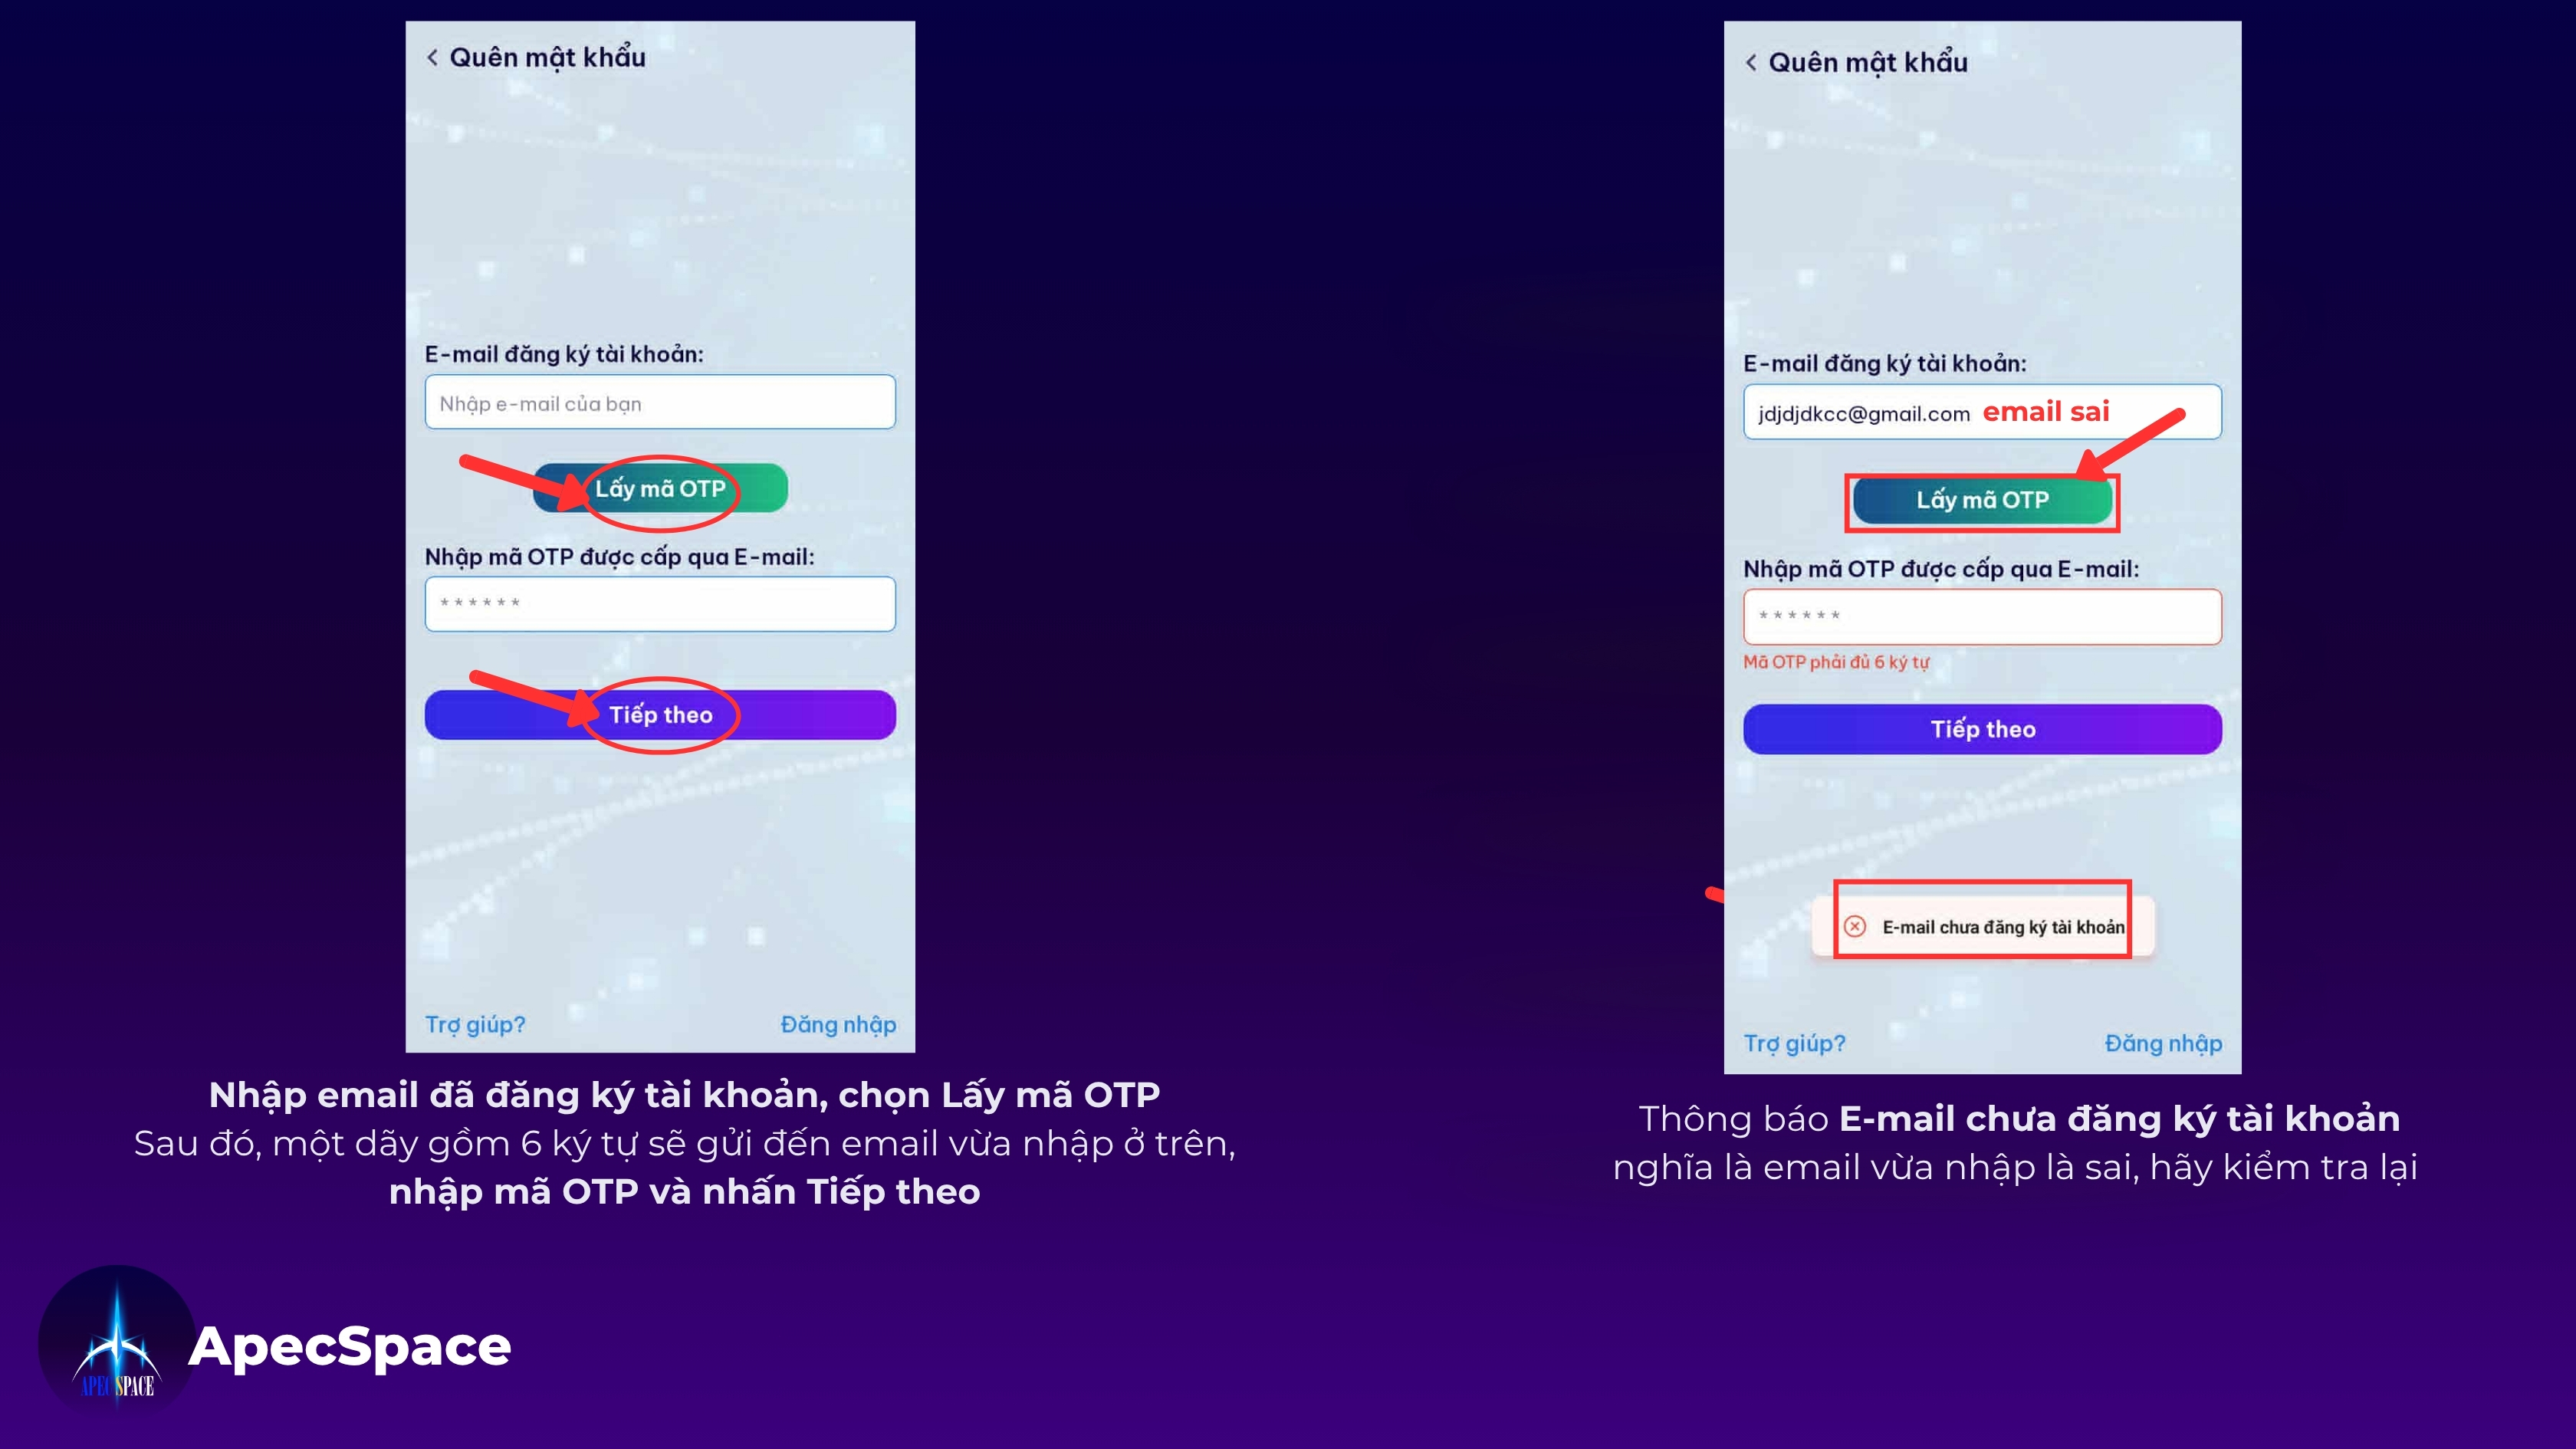 Quên mật khẩu
E-mail đăng ký tài khoản:
Nhập e-mail của bạn
Lấy mã OTP
Nhập mã OTP được cấp qua E-mail:
* * * * * *
Tiếp theo
Trợ giúp?
Đăng nhập
Nhập email đã đăng ký tài khoản, chọn Lấy mã OTP
Sau đó, một dãy gồm 6 ký tự sẽ gửi đến email vừa nhập ở trên,
nhập mã OTP và nhấn Tiếp theo
Quên mật khẩu
E-mail đăng ký tài khoản:
jdjdjdkcc@gmail.com email sai
Lấy mã OTP
Nhập mã OTP được cấp qua E-mail:
* * * * * *
Mã OTP phải đủ 6 ký tự
Tiếp theo
E-mail chưa đăng ký tài khoản
Trợ giúp?
Đăng nhập
Thông báo E-mail chưa đăng ký tài khoản
nghĩa là email vừa nhập là sai, hãy kiểm tra lại
APECSPACE
ApecSpace